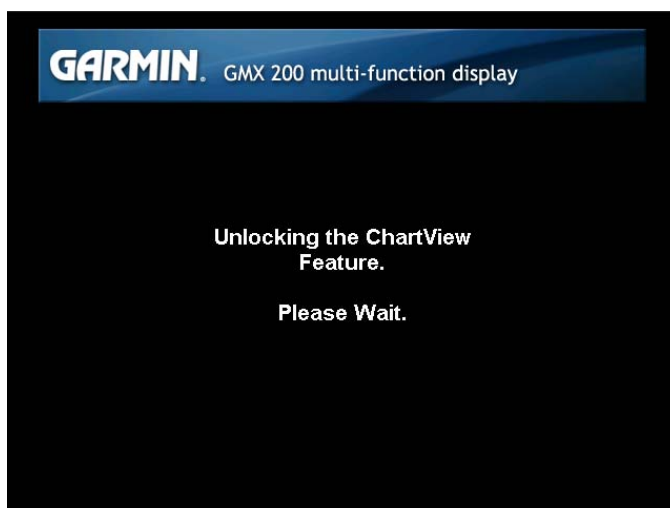 GARMIN. GMX 200 multi-function display
Unlocking the ChartView
Feature.
Please Wait.